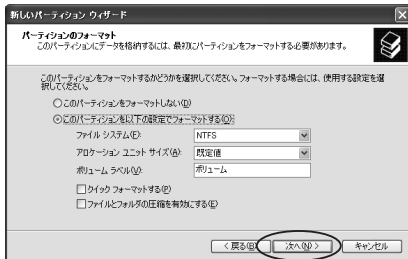 新しいパーティション ウィザード
パーティションのフォーマット
このパーティションにデータを格納するには、最初にパーティションをフォーマットする必要があります。
このパーティションをフォーマットするかどうかを選択してください。フォーマットする場合には、使用する設定を選
択してください。
このパーティションをフォーマットしない(D)
このパーティションを以下の設定でフォーマットする(O):
ファイル システム(F): NTFS
アロケーション ユニット サイズ(A): 既定値
ボリューム ラベル(V): ボリューム
クイック フォーマットする(P)
ファイルとフォルダの圧縮を有効にする(E)
< 戻る(B) 次へ(N) > キャンセル